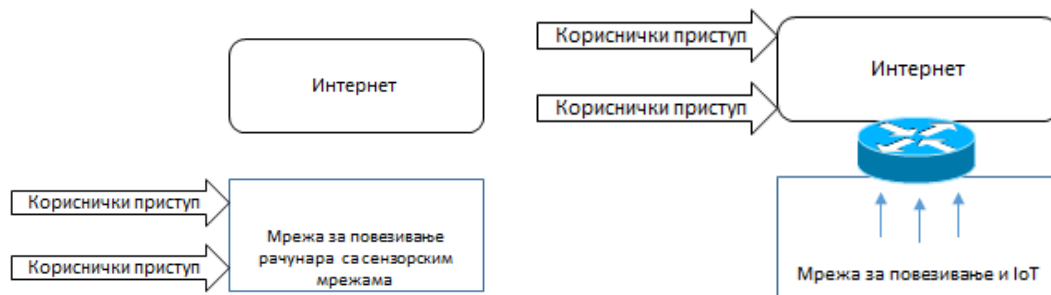 Интернет
Кориснички приступ
Кориснички приступ
Мрежа за повезивање
рачунара са сензорским
мрежама
Кориснички приступ
Кориснички приступ
Интернет
Мрежа за повезивање и IoT